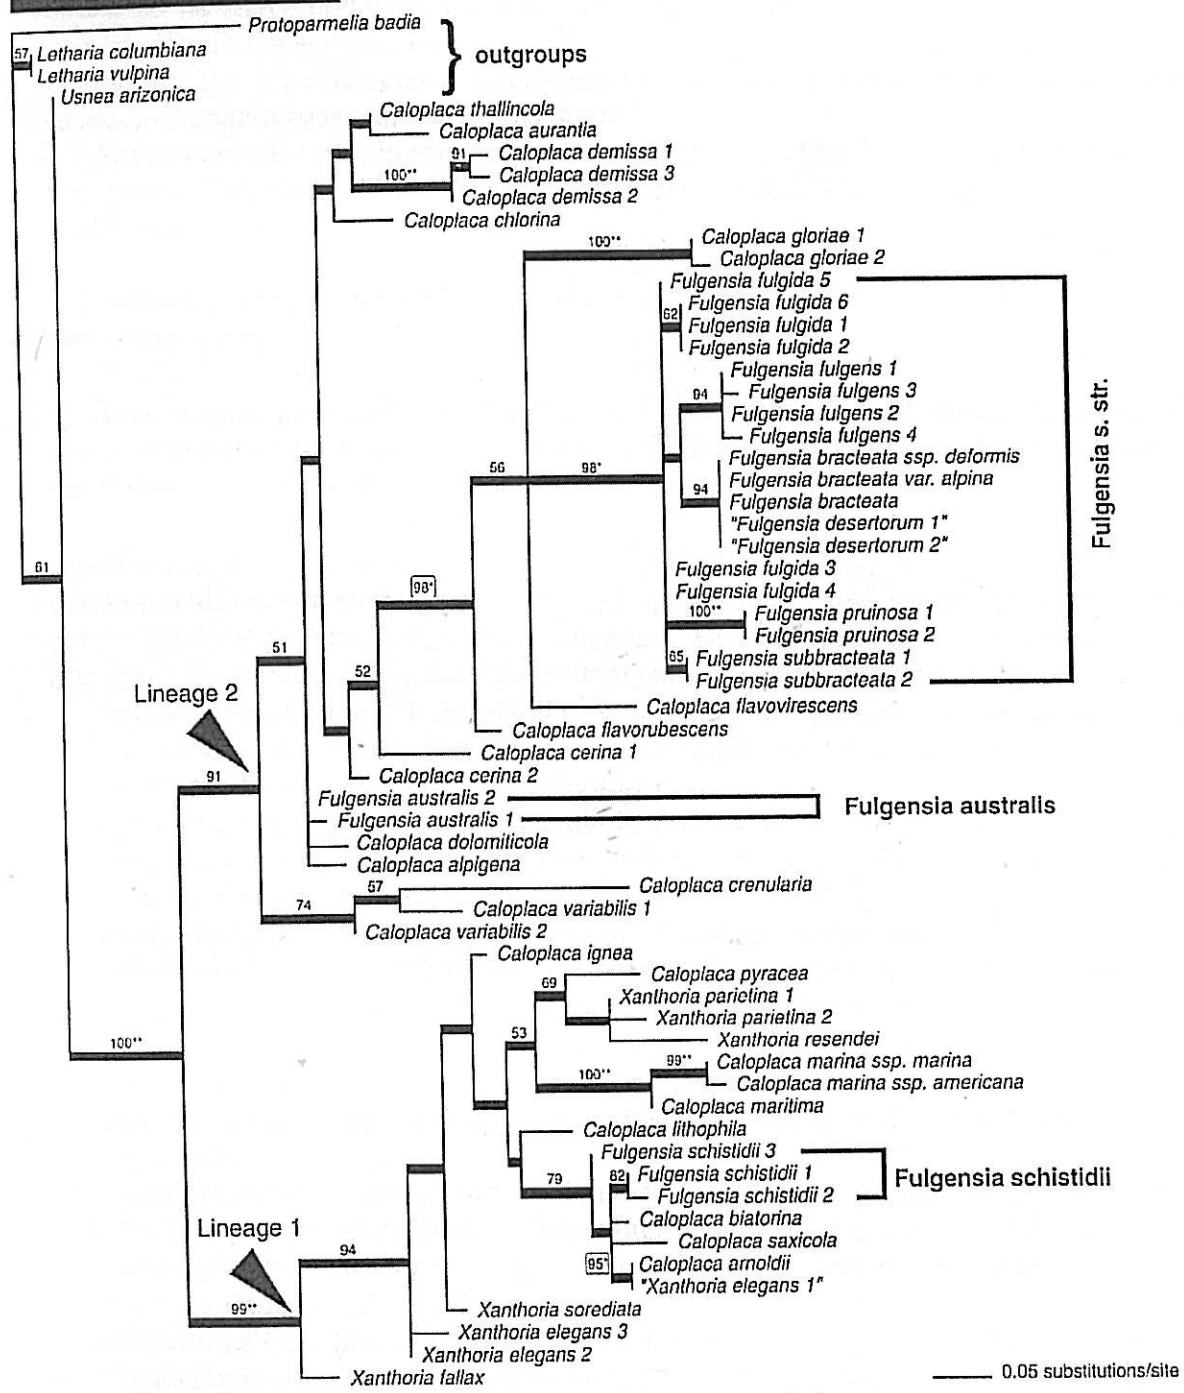 Protoparmelia badia
57
Letharia columbiana
Letharia vulpina
Usnea arizonica
outgroups
Caloplaca thallincola
Caloplaca aurantia
91
Caloplaca demissa 1
Caloplaca demissa 3
100**
Caloplaca demissa 2
Caloplaca chlorina
100**
Caloplaca gloriae 1
Caloplaca gloriae 2
Fulgensia fulgida 5
Fulgensia fulgida 6
62
Fulgensia fulgida 1
Fulgensia fulgida 2
Fulgensia fulgens 1
94
Fulgensia fulgens 3
Fulgensia fulgens 2
Fulgensia fulgens 4
56
98*
Fulgensia bracteata ssp. deformis
Fulgensia bracteata var. alpina
94
Fulgensia bracteata
"Fulgensia desertorum 1"
"Fulgensia desertorum 2"
Fulgensia s. str.
Fulgensia fulgida 3
61
98*
Fulgensia fulgida 4
100**
Fulgensia pruinosa 1
Fulgensia pruinosa 2
51
65
Fulgensia subbracteata 1
52
Fulgensia subbracteata 2
Lineage 2
Caloplaca flavovirescens
Caloplaca flavorubescens
Caloplaca cerina 1
91
Caloplaca cerina 2
Fulgensia australis 2
Fulgensia australis
Fulgensia australis 1
Caloplaca dolomiticola
Caloplaca alpigena
67
Caloplaca crenularia
74
Caloplaca variabilis 1
Caloplaca variabilis 2
Caloplaca ignea
69
Caloplaca pyracea
Xanthoria parietina 1
Xanthoria parietina 2
53
Xanthoria resendei
100**
99**
Caloplaca marina ssp. marina
100**
Caloplaca marina ssp. americana
Caloplaca maritima
Caloplaca lithophila
Fulgensia schistidii 3
79
82
Fulgensia schistidii 1
Fulgensia schistidii
Fulgensia schistidii 2
Caloplaca biatorina
Lineage 1
Caloplaca saxicola
94
95*
Caloplaca arnoldii
"Xanthoria elegans 1"
99**
Xanthoria sorediata
Xanthoria elegans 3
Xanthoria elegans 2
Xanthoria fallax
0.05 substitutions/site